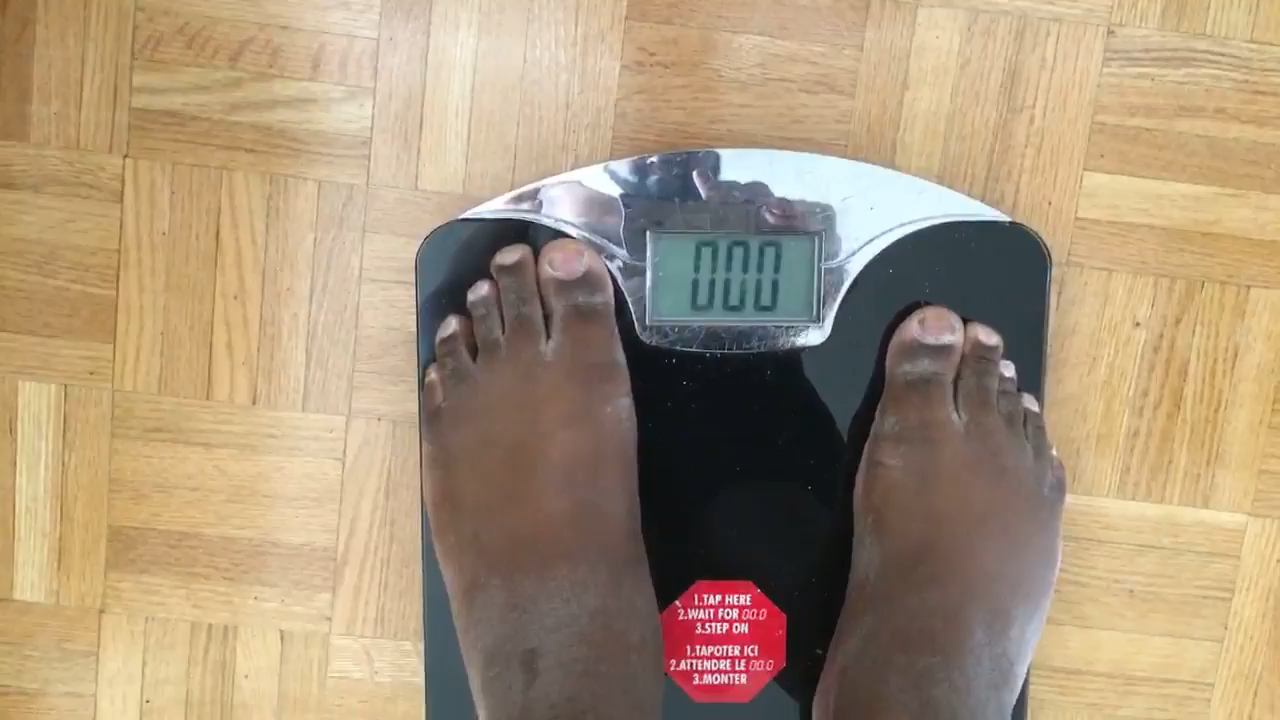 000
1.TAP HERE
2.WAIT FOR 00.0
3.STEP ON
1.TAPOTER ICI
2.ATTENDRE LE 00.0
3.MONTER